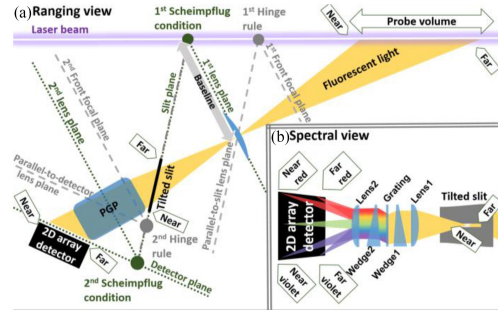 (a) Ranging view
Laser beam
1st Scheimpflug
condition
1st Hinge
rule
Near
Probe volume
Far
2nd Front focal plane
2nd lens plane
Slit plane
Baseline
1st lens plane
1st Front focal plane
Fluorescent light
Parallel-to-detector
lens plane
Far
Tilted slit
Parallel-to-slit lens plane
PGP
Near
Near
2D array
detector
Far
2nd Hinge
rule
Detector plane
2nd Scheimpflug
condition
(b) Spectral view
Near
red
Far
red
Lens2
Grating
Lens1
Tilted slit
Far
Near
2D array
detector
Wedge2
Wedge1
Near
violet
Far
violet